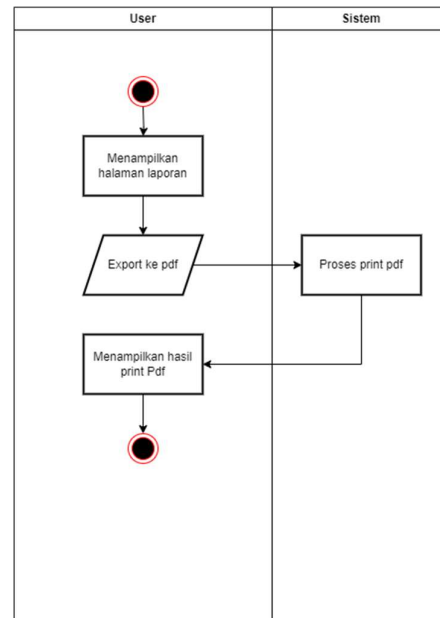 User
Sistem
Menampilkan
halaman laporan
Export ke pdf
Proses print pdf
Menampilkan hasil
print Pdf